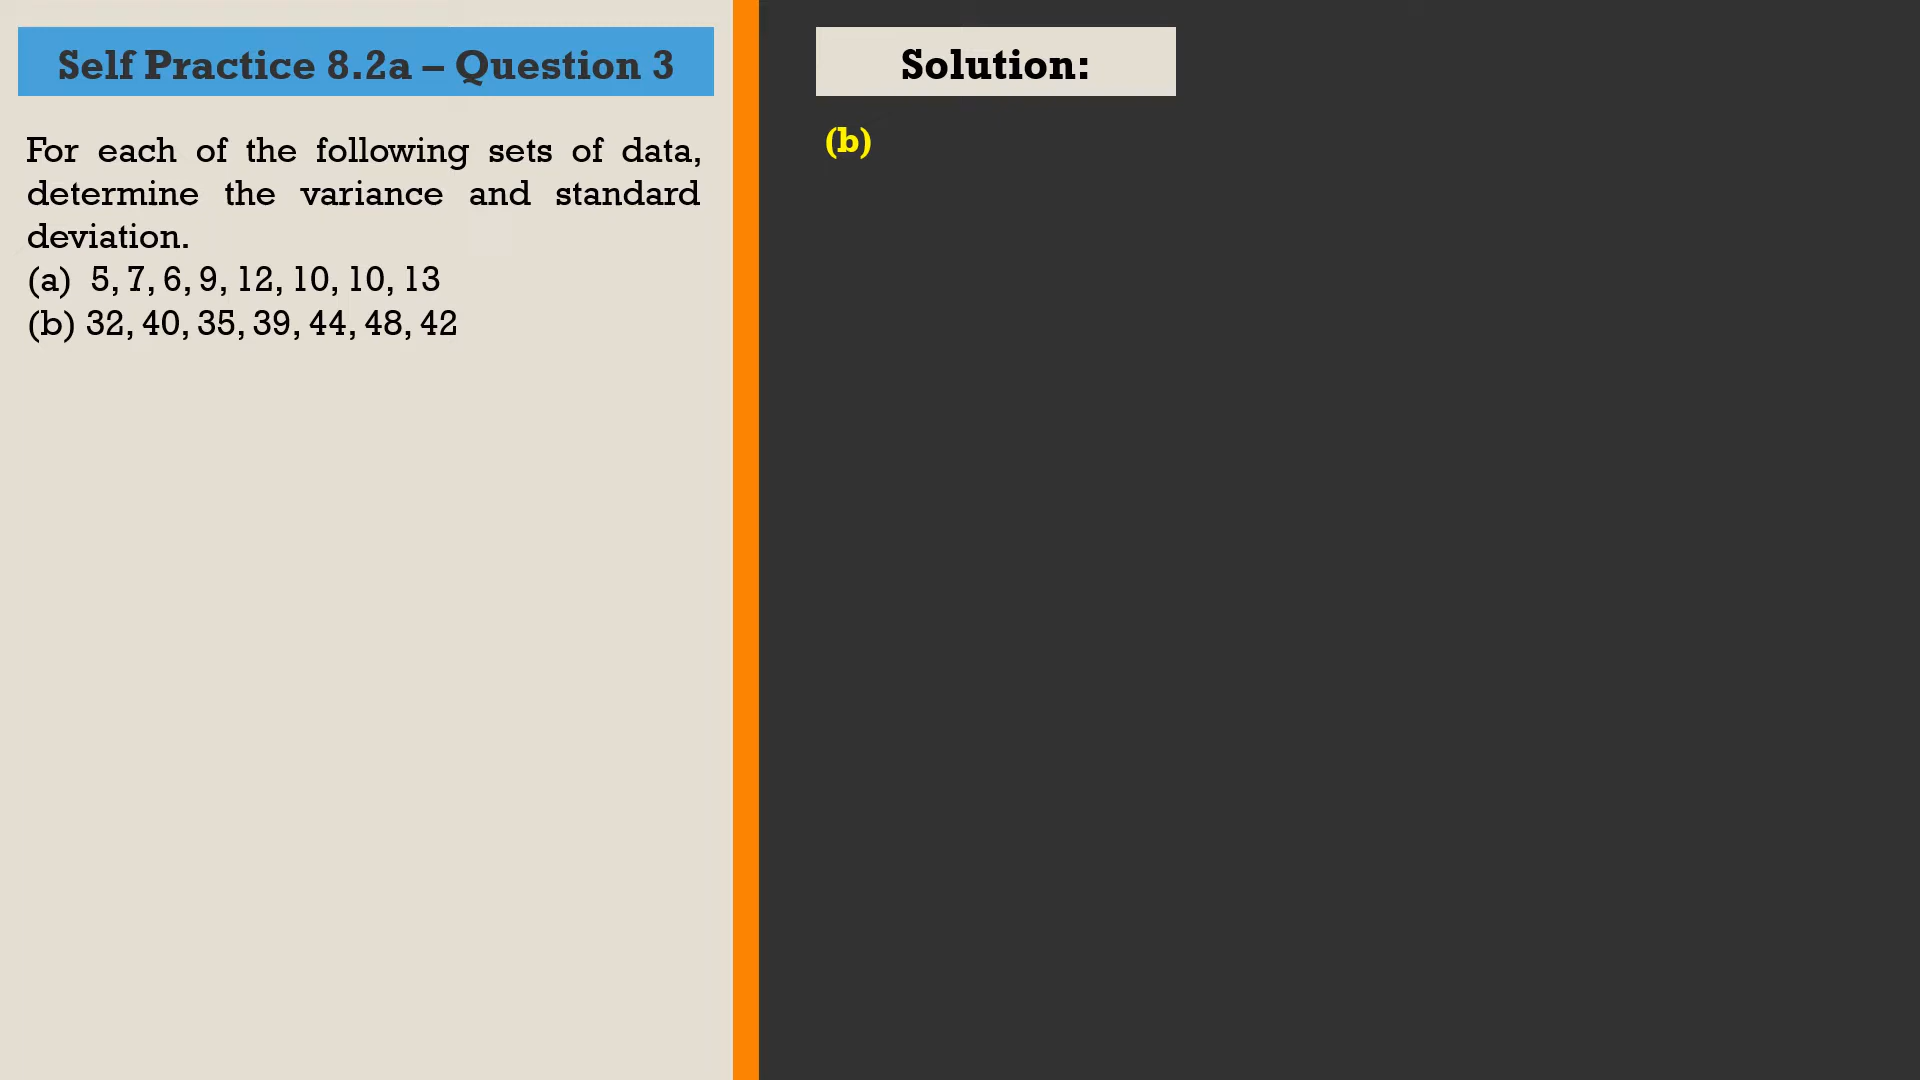 Self Practice 8.2a – Question 3
For each of the following sets of data,
determine the variance and standard
deviation.
(a) 5, 7, 6, 9, 12, 10, 10, 13
(b) 32, 40, 35, 39, 44, 48, 42
Solution:
(b)